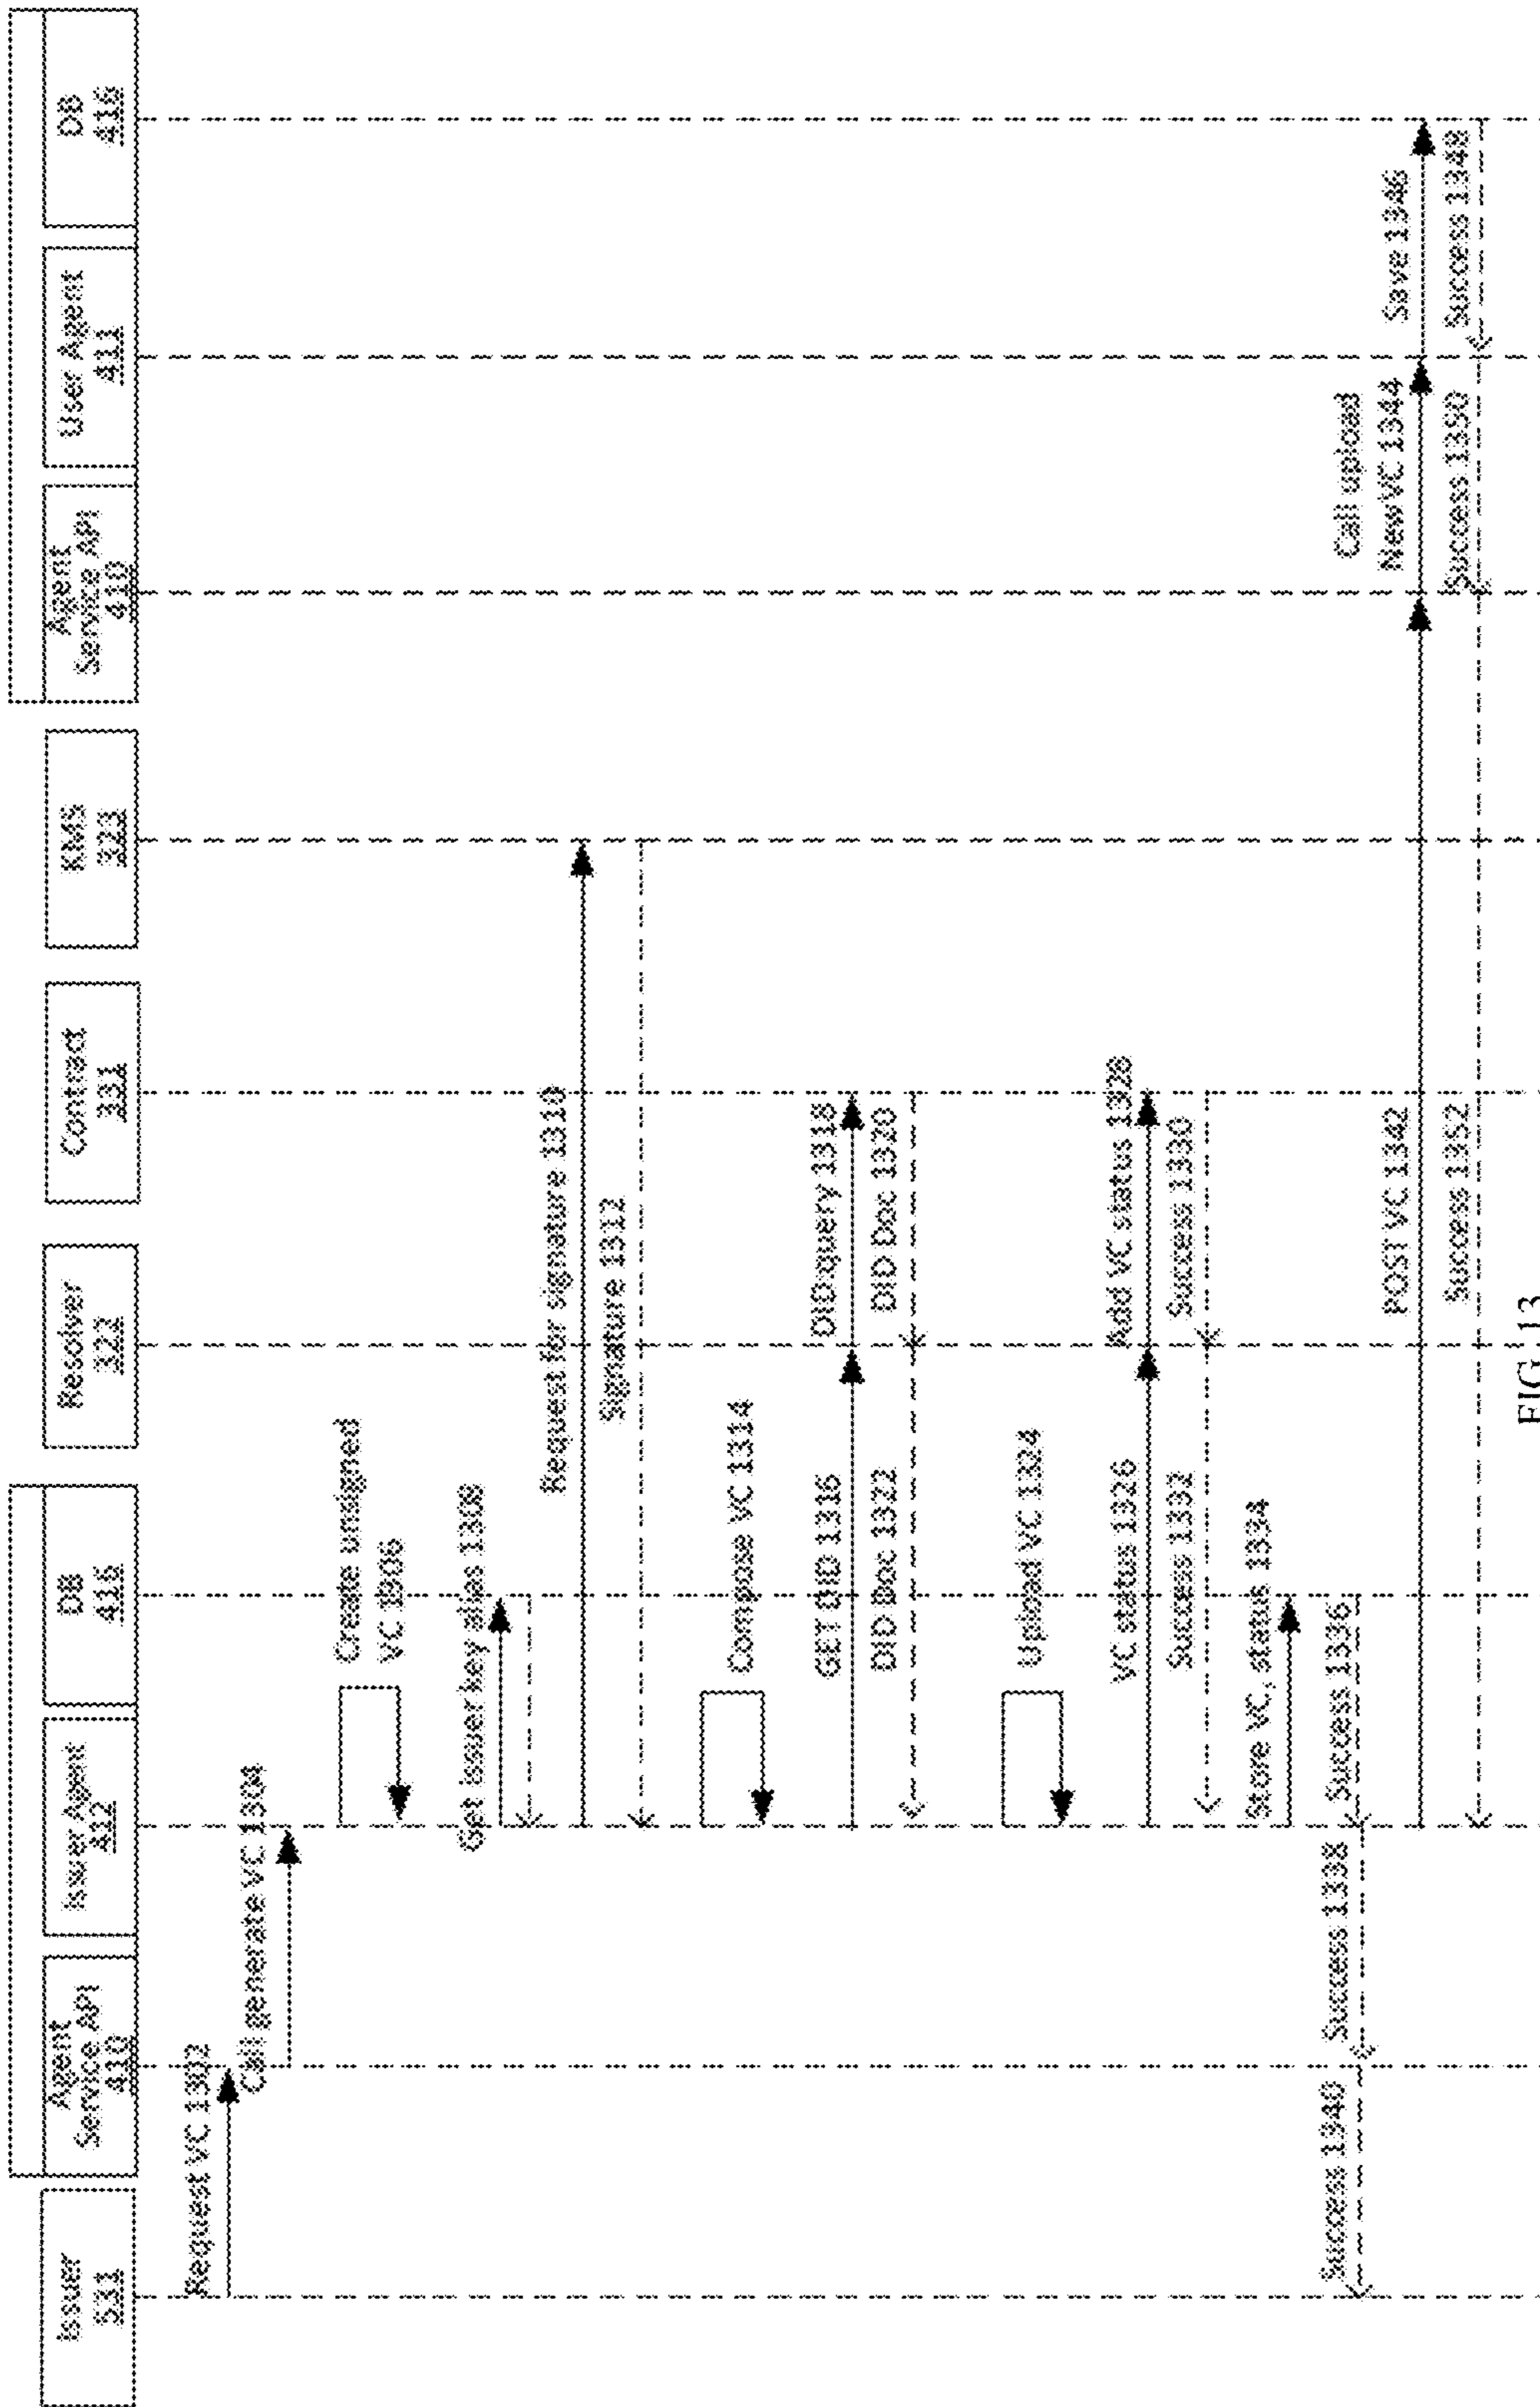 Issuer
531
Agent
Service API
410
Issuer Agent
412
DB
416
Resolver
322
Contract
331
KMS
323
Agent
Service API
410
User Agent
411
DB
416
Request VC 1302
Call generate VC 1304
Create unsigned
VC 1306
Get issuer key alias 1308
Request for signature 1310
Signature 1312
Compose VC 1314
GET DID 1316
DID query 1318
DID Doc 1322
DID Doc 1320
Upload VC 1324
VC status 1326
Add VC status 1328
Success 1332
Success 1330
Store VC, status 1334
Success 1340
Success 1338
Success 1336
POST VC 1342
Call upload
New VC 1344
Save 1346
Success 1352
Success 1350
Success 1348
FIG. 13